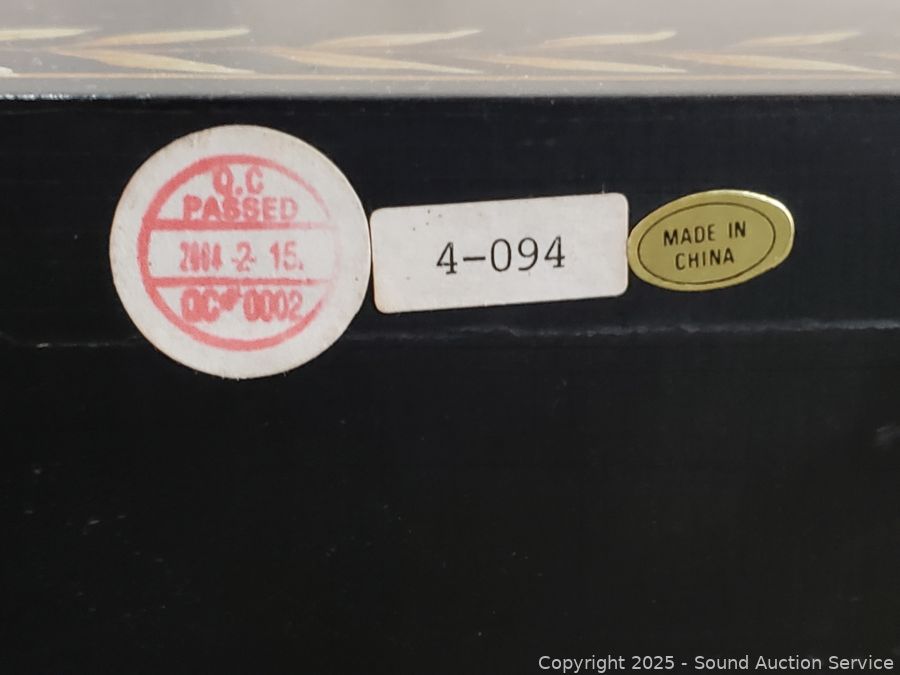 Q.C
PASSED
2004 -2- 15.
QC# 0002
4-094
MADE IN
CHINA
Copyright © 2025 - Sound Auction Service